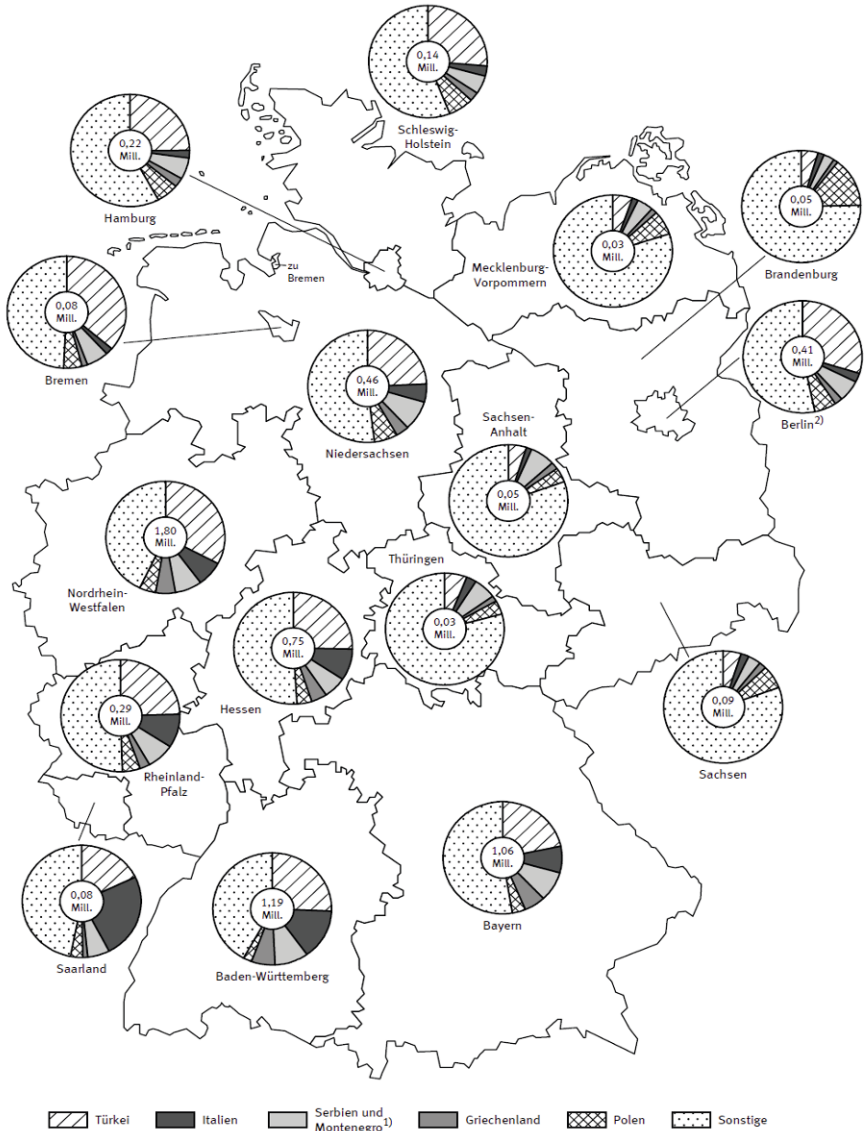 0,14
Mill.
Schleswig-
Holstein
0,22
Mill.
Hamburg
0,05
Mill.
Brandenburg
0,03
Mill.
Mecklenburg-
Vorpommern
zu
Bremen
0,08
Mill.
Bremen
0,41
Mill.
Berlin2)
0,46
Mill.
Niedersachsen
Sachsen-
Anhalt
0,05
Mill.
1,80
Mill.
Nordrhein-
Westfalen
Thüringen
0,03
Mill.
0,75
Mill.
Hessen
0,29
Mill.
Rheinland-
Pfalz
0,09
Mill.
Sachsen
1,06
Mill.
Bayern
0,08
Mill.
Saarland
1,19
Mill.
Baden-Württemberg
Türkei
Italien
Serbien und
Montenegro1)
Griechenland
Polen
Sonstige